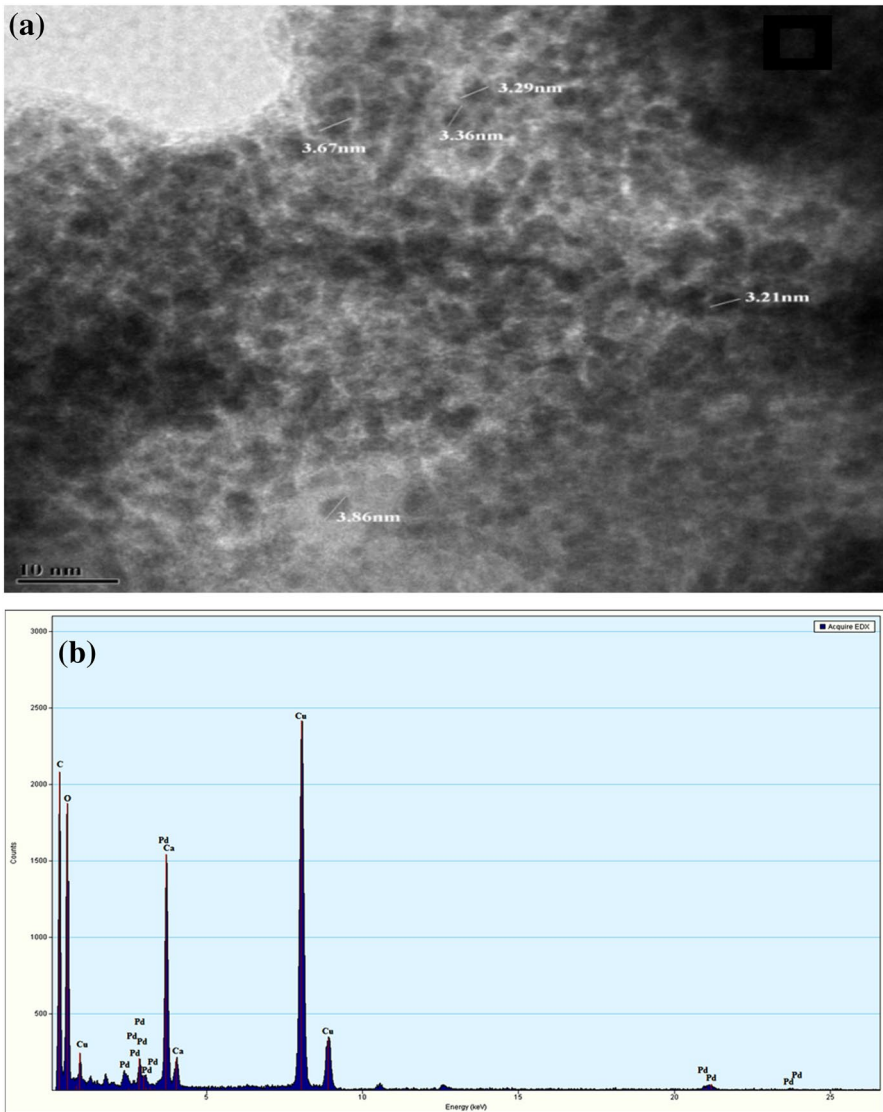 (a)
3.29nm
3.36nm
3.67nm
3.21nm
3.86nm
10 nm
(b)
Acquire EDX
3000
2500
2000
1500
1000
500
Counts
C
O
Cu
Pd
Ca
Cu
Pd
Pd
Pd
Pd
Pd
Pd
Pd
Ca
Cu
Pd
Pd
Pd
Pd
5
10
15
20
25
Energy (keV)